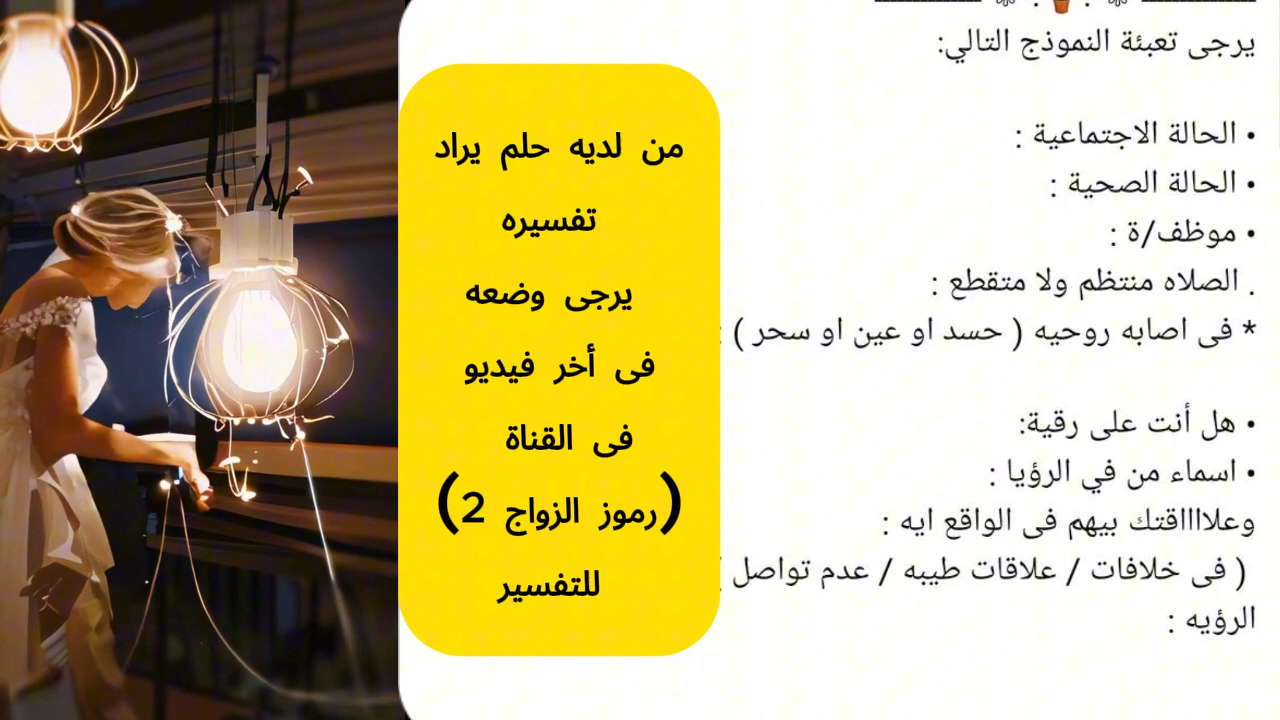 يرجى تعبئة النموذج التالي:
• الحالة الاجتماعية :
• الحالة الصحية :
• موظف/ة :
. الصلاه منتظم ولا متقطع :
* فى اصابه روحيه ( حسد او عين او سحر ) :
• هل أنت على رقية:
• اسماء من في الرؤيا :
وعلااااقتك بيهم فى الواقع ايه :
( فى خلافات / علاقات طيبه / عدم تواصل )
الرؤيه :
من لديه حلم يراد
تفسيره
يرجى وضعه
فى أخر فيديو
فى القناة
(رموز الزواج 2)
للتفسير